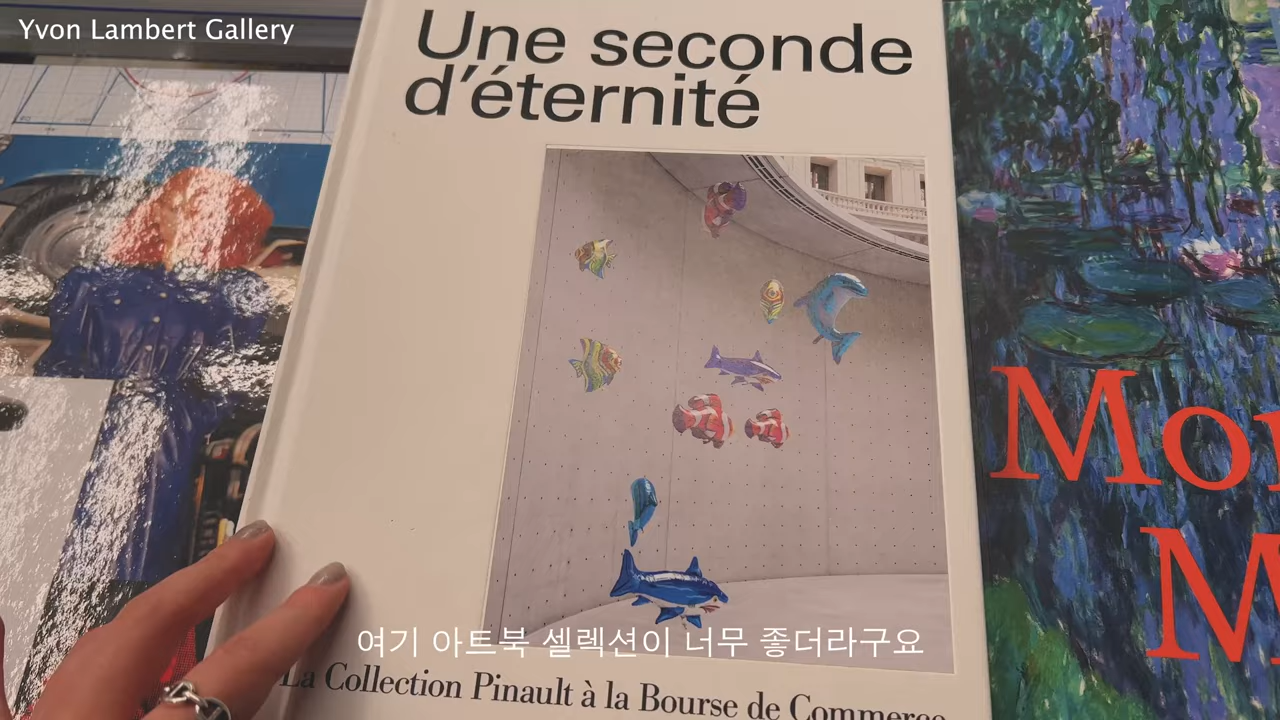 Yvon Lambert Gallery
Une seconde
d'éternité
여기 아트북 셀렉션이 너무 좋더라구요
La Collection Pinault à la Bourse de Commerce